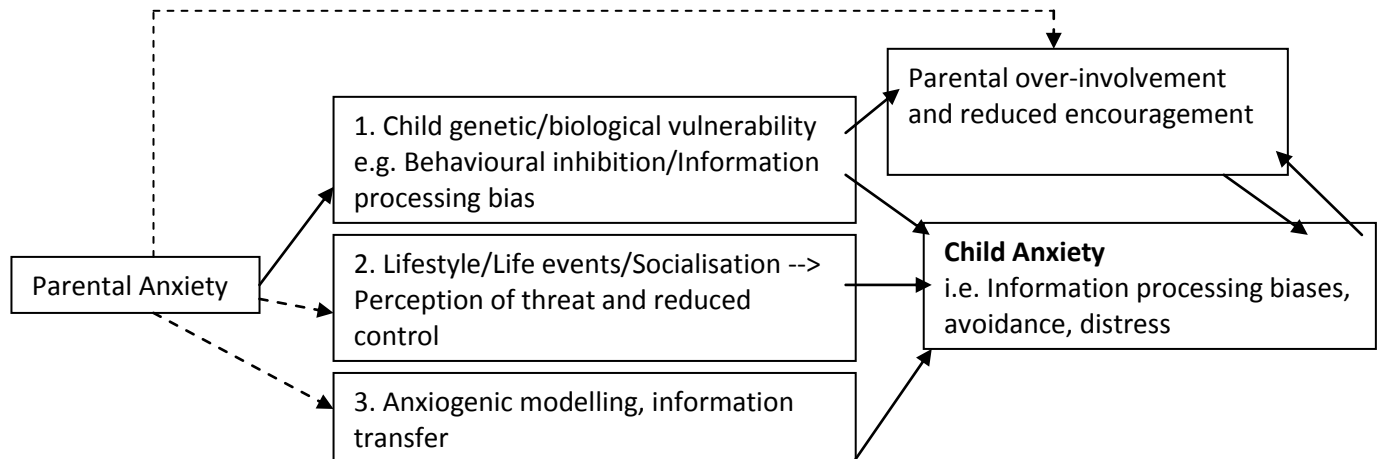 Parental over-involvement
and reduced encouragement
1. Child genetic/biological vulnerability
e.g. Behavioural inhibition/Information
processing bias
Parental Anxiety
2. Lifestyle/Life events/Socialisation -->
Perception of threat and reduced
control
Child Anxiety
i.e. Information processing biases,
avoidance, distress
3. Anxiogenic modelling, information
transfer